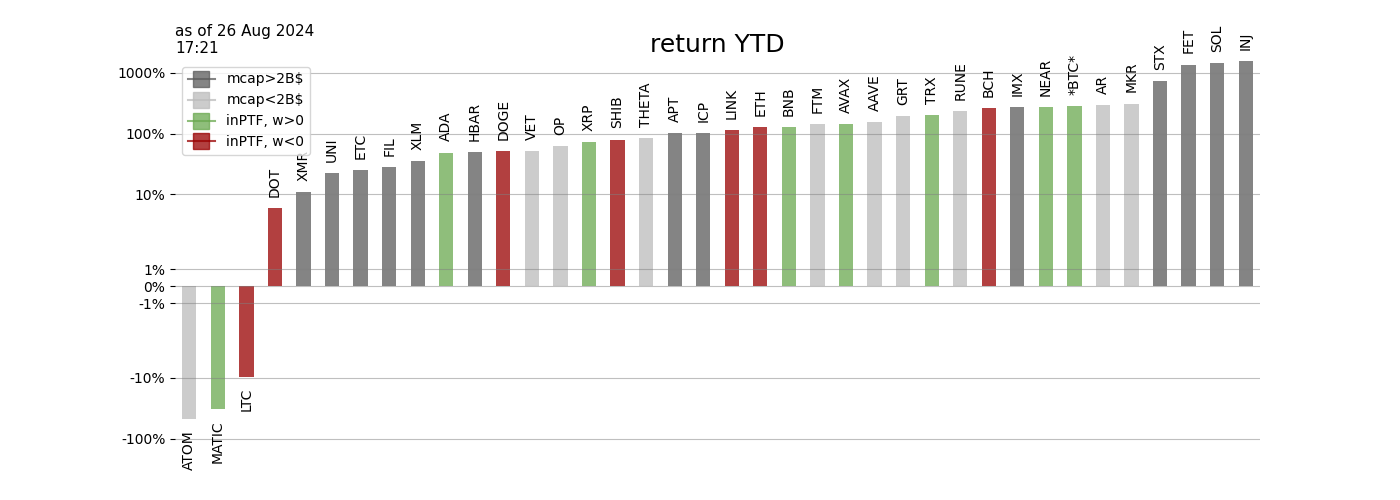 as of 26 Aug 2024
17:21
return YTD
mcap>2B$
mcap<2B$
inPTF, w>0
inPTF, w<0
1000%
100%
10%
1%
0%
-1%
-10%
-100%
ATOM
MATIC
LTC
DOT
XMR
UNI
ETC
FIL
XLM
ADA
HBAR
DOGE
VET
OP
XRP
SHIB
THETA
APT
ICP
LINK
ETH
BNB
FTM
AVAX
AAVE
GRT
TRX
RUNE
BCH
IMX
NEAR
*BTC*
AR
MKR
STX
FET
SOL
INJ